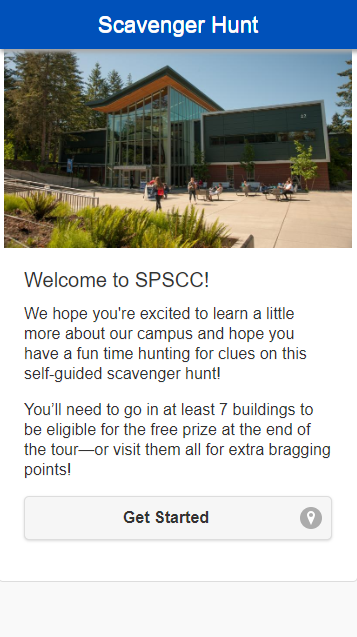 Scavenger Hunt
Welcome to SPSCC!
We hope you're excited to learn a little
more about our campus and hope you
have a fun time hunting for clues on this
self-guided scavenger hunt!
You’ll need to go in at least 7 buildings to
be eligible for the free prize at the end of
the tour—or visit them all for extra bragging
points!
Get Started